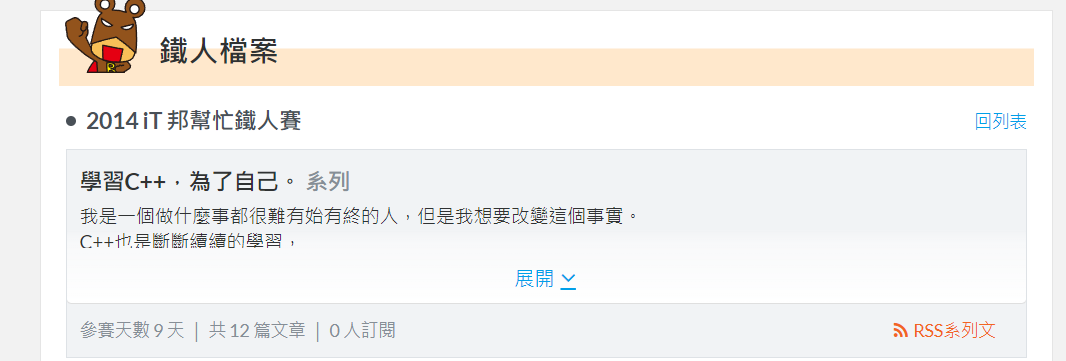 鐵人檔案
2014 iT 邦幫忙鐵人賽
回列表
學習C++，為了自己。 系列
我是一個做什麼事都很難有始有終的人，但是我想要改變這個事實。
C++也是斷斷續續的學習，
展開
參賽天數 9 天 | 共 12 篇文章 | 0 人訂閱
RSS系列文